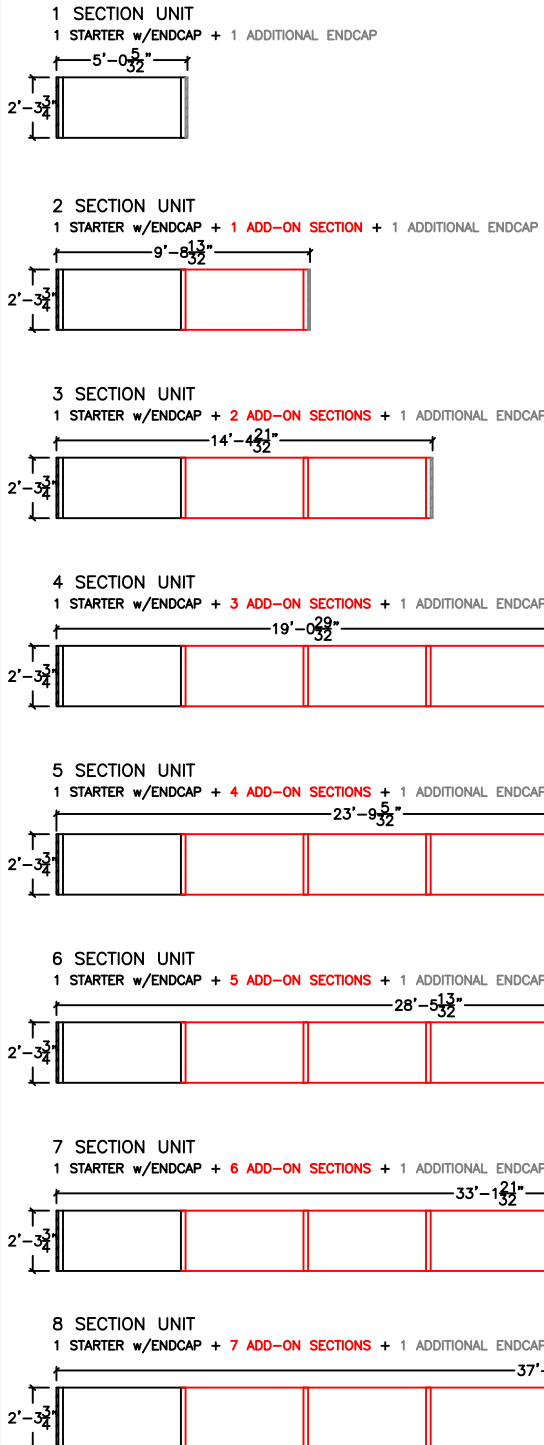 1 SECTION UNIT
1 STARTER w/ENDCAP + 1 ADDITIONAL ENDCAP
5'-0 5/32"
2'-3 3/4"
2 SECTION UNIT
1 STARTER w/ENDCAP + 1 ADD-ON SECTION + 1 ADDITIONAL ENDCAP
9'-8 13/32"
2'-3 3/4"
3 SECTION UNIT
1 STARTER w/ENDCAP + 2 ADD-ON SECTIONS + 1 ADDITIONAL ENDCAP
14'-4 21/32"
2'-3 3/4"
4 SECTION UNIT
1 STARTER w/ENDCAP + 3 ADD-ON SECTIONS + 1 ADDITIONAL ENDCAP
19'-0 29/32"
2'-3 3/4"
5 SECTION UNIT
1 STARTER w/ENDCAP + 4 ADD-ON SECTIONS + 1 ADDITIONAL ENDCAP
23'-9 5/32"
2'-3 3/4"
6 SECTION UNIT
1 STARTER w/ENDCAP + 5 ADD-ON SECTIONS + 1 ADDITIONAL ENDCAP
28'-5 13/32"
2'-3 3/4"
7 SECTION UNIT
1 STARTER w/ENDCAP + 6 ADD-ON SECTIONS + 1 ADDITIONAL ENDCAP
33'-1 21/32"
2'-3 3/4"
8 SECTION UNIT
1 STARTER w/ENDCAP + 7 ADD-ON SECTIONS + 1 ADDITIONAL ENDCAP
37'-
2'-3 3/4"